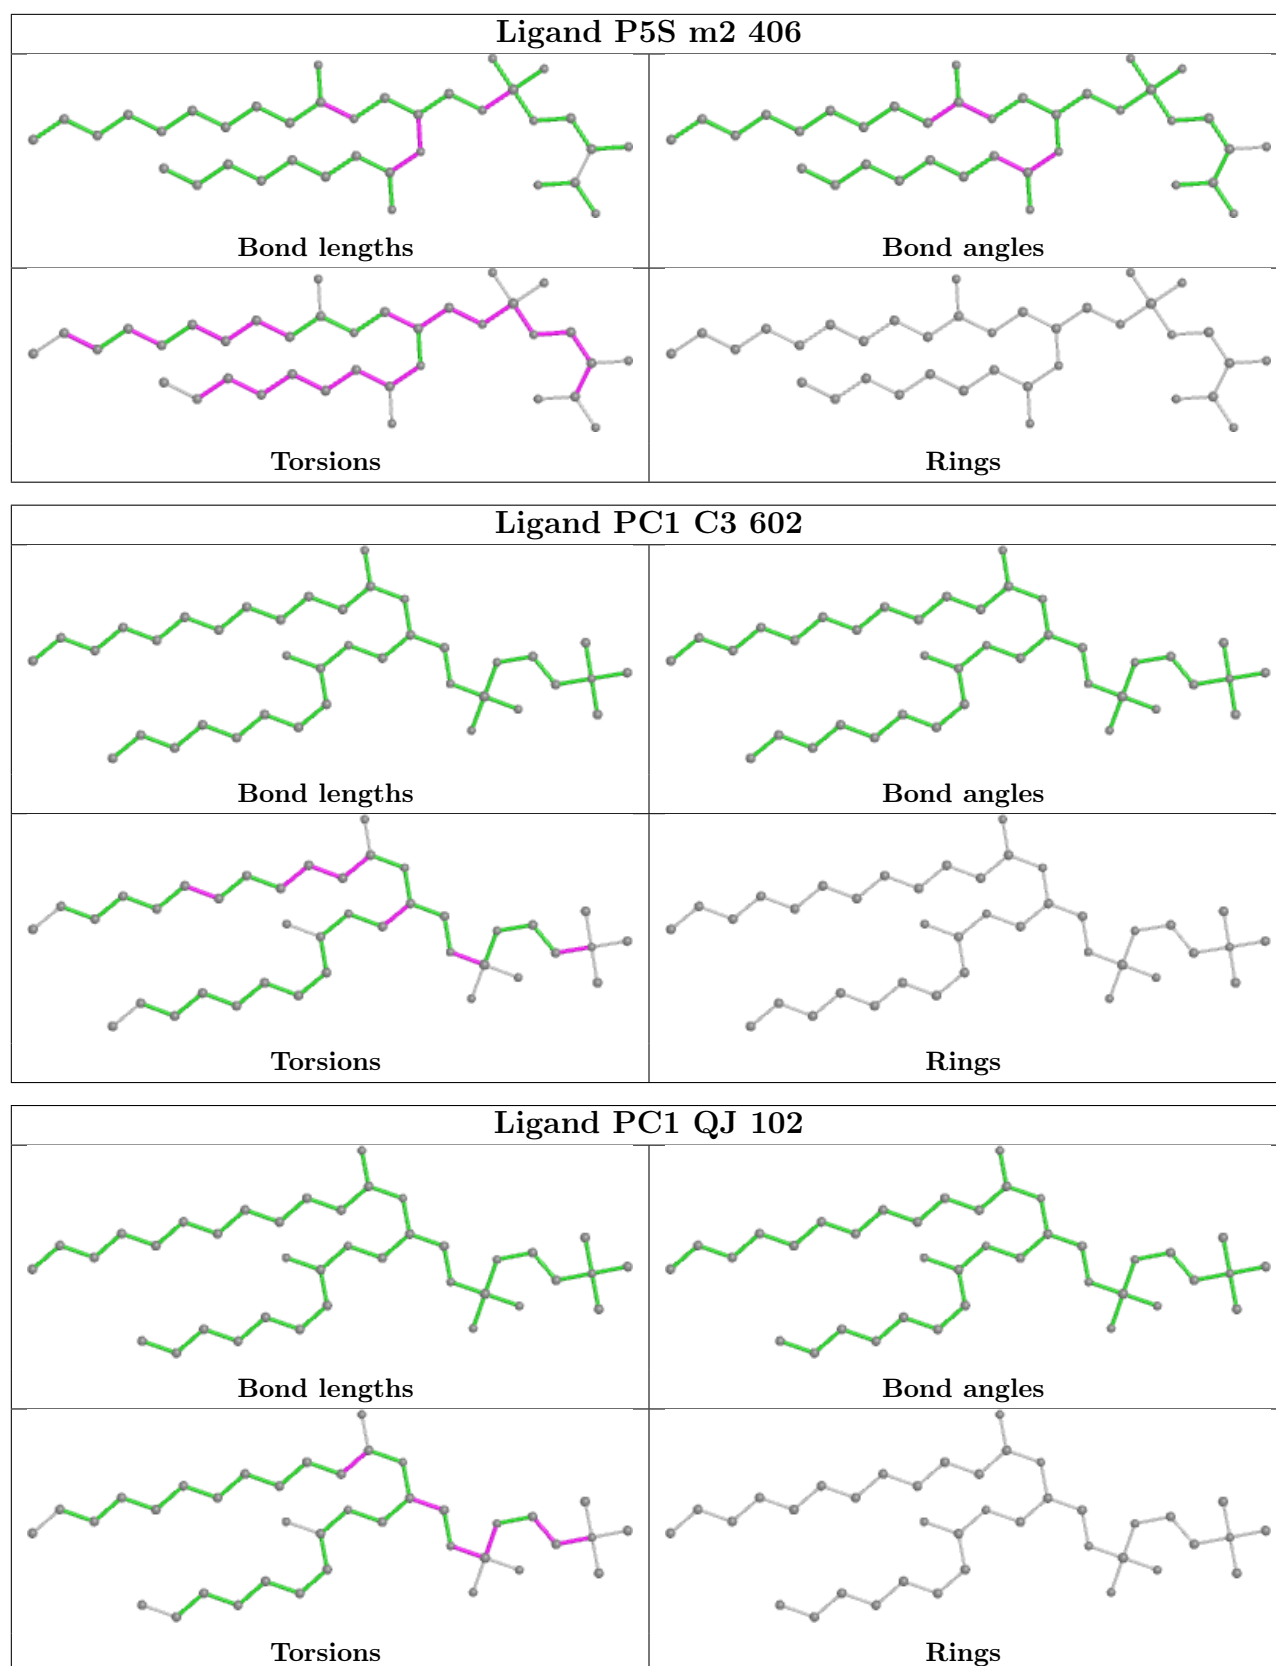 Ligand P5S m2 406
Bond lengths
Bond angles
Torsions
Rings
Ligand PC1 C3 602
Bond lengths
Bond angles
Torsions
Rings
Ligand PC1 QJ 102
Bond lengths
Bond angles
Torsions
Rings